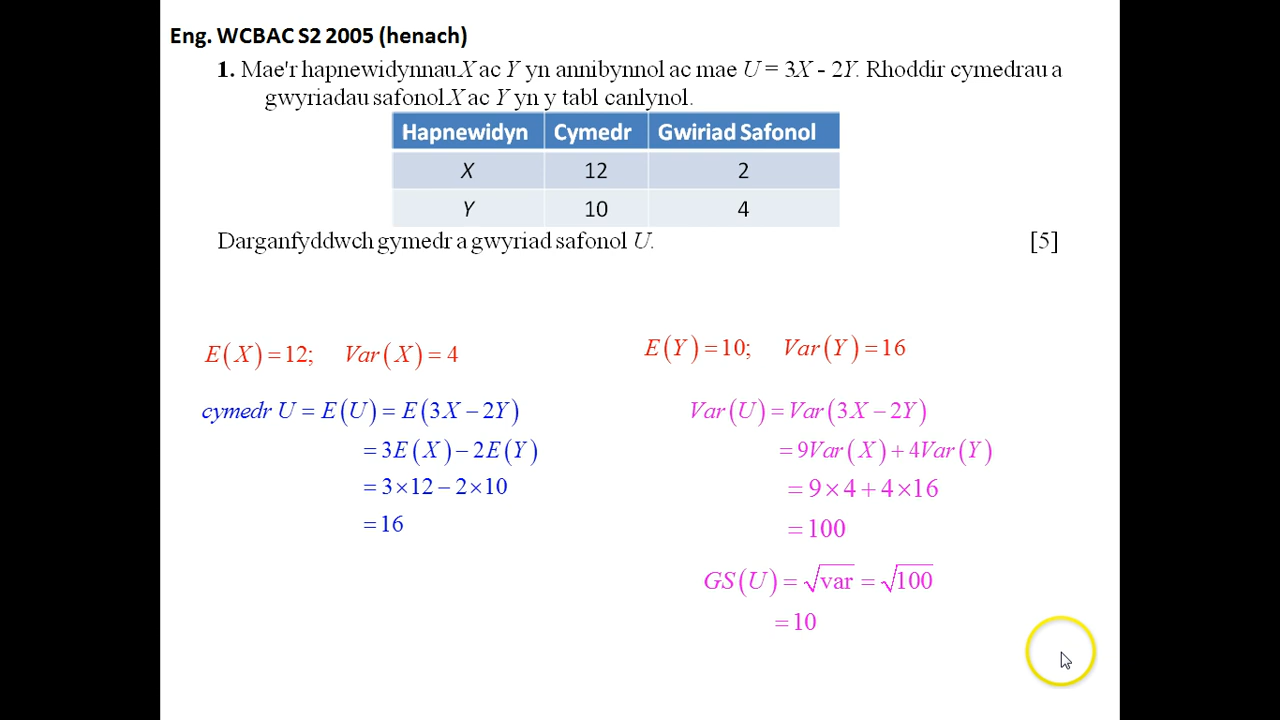 Eng. WCBAC S2 2005 (henach)
1. Mae'r hapnewidynnau X ac Y yn annibynnol ac mae U = 3X - 2Y. Rhoddir cymedrau a
gwyriadau safonol X ac Y yn y tabl canlynol.
Hapnewidyn Cymedr Gwiriad Safonol
X 12 2
Y 10 4
Darganfyddwch gymedr a gwyriad safonol U. [5]
E(X) = 12; Var(X) = 4
E(Y) = 10; Var(Y) = 16
cymedr U = E(U) = E(3X − 2Y)
= 3E(X) − 2E(Y)
= 3×12 − 2×10
= 16
Var(U) = Var(3X − 2Y)
= 9Var(X) + 4Var(Y)
= 9×4 + 4×16
= 100
GS(U) = √var = √100
= 10